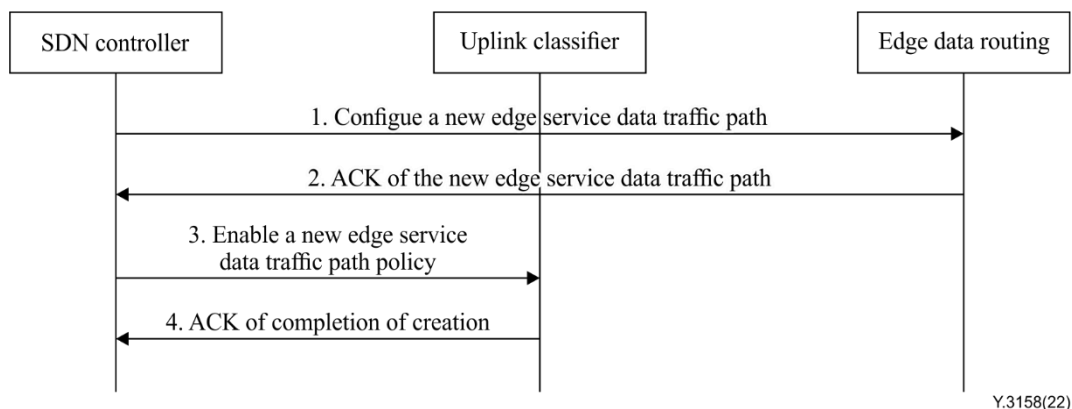 SDN controller
Uplink classifier
Edge data routing
1. Configue a new edge service data traffic path
2. ACK of the new edge service data traffic path
3. Enable a new edge service
data traffic path policy
4. ACK of completion of creation
Y.3158(22)